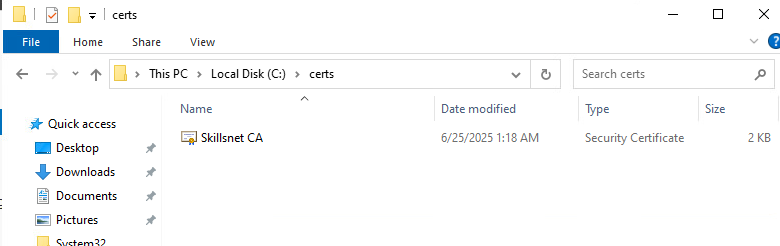 certs
File Home Share View
This PC Local Disk (C:) certs
Search certs
Name Date modified Type Size
Quick access
Skillsnet CA 6/25/2025 1:18 AM Security Certificate 2 KB
Desktop
Downloads
Documents
Pictures
System32